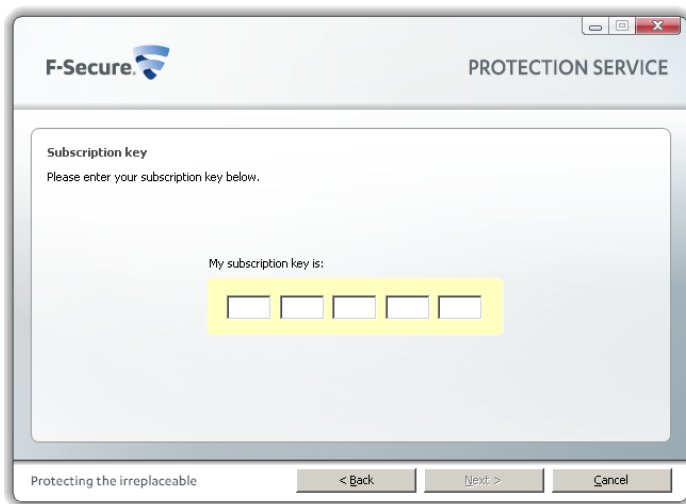 F-Secure.
PROTECTION SERVICE
Subscription key
Please enter your subscription key below.
My subscription key is:
Protecting the irreplaceable
< Back
Next >
Cancel